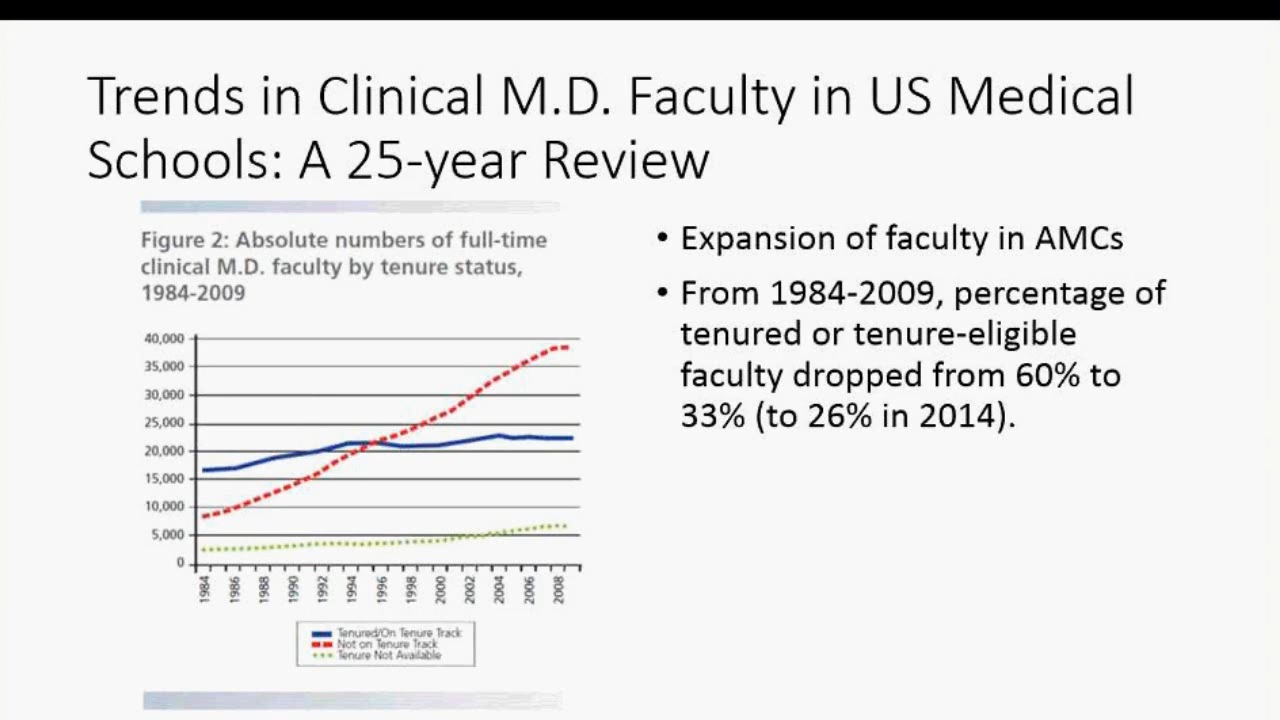 Trends in Clinical M.D. Faculty in US Medical
Schools: A 25-year Review
Figure 2: Absolute numbers of full-time
clinical M.D. faculty by tenure status,
1984-2009
40,000
35,000
30,000
25,000
20,000
15,000
10,000
5,000
0
1984
1986
1988
1990
1992
1994
1996
1998
2000
2002
2004
2006
2008
Tenured/On Tenure Track
Not on Tenure Track
Tenure Not Available
• Expansion of faculty in AMCs
• From 1984-2009, percentage of
tenured or tenure-eligible
faculty dropped from 60% to
33% (to 26% in 2014).